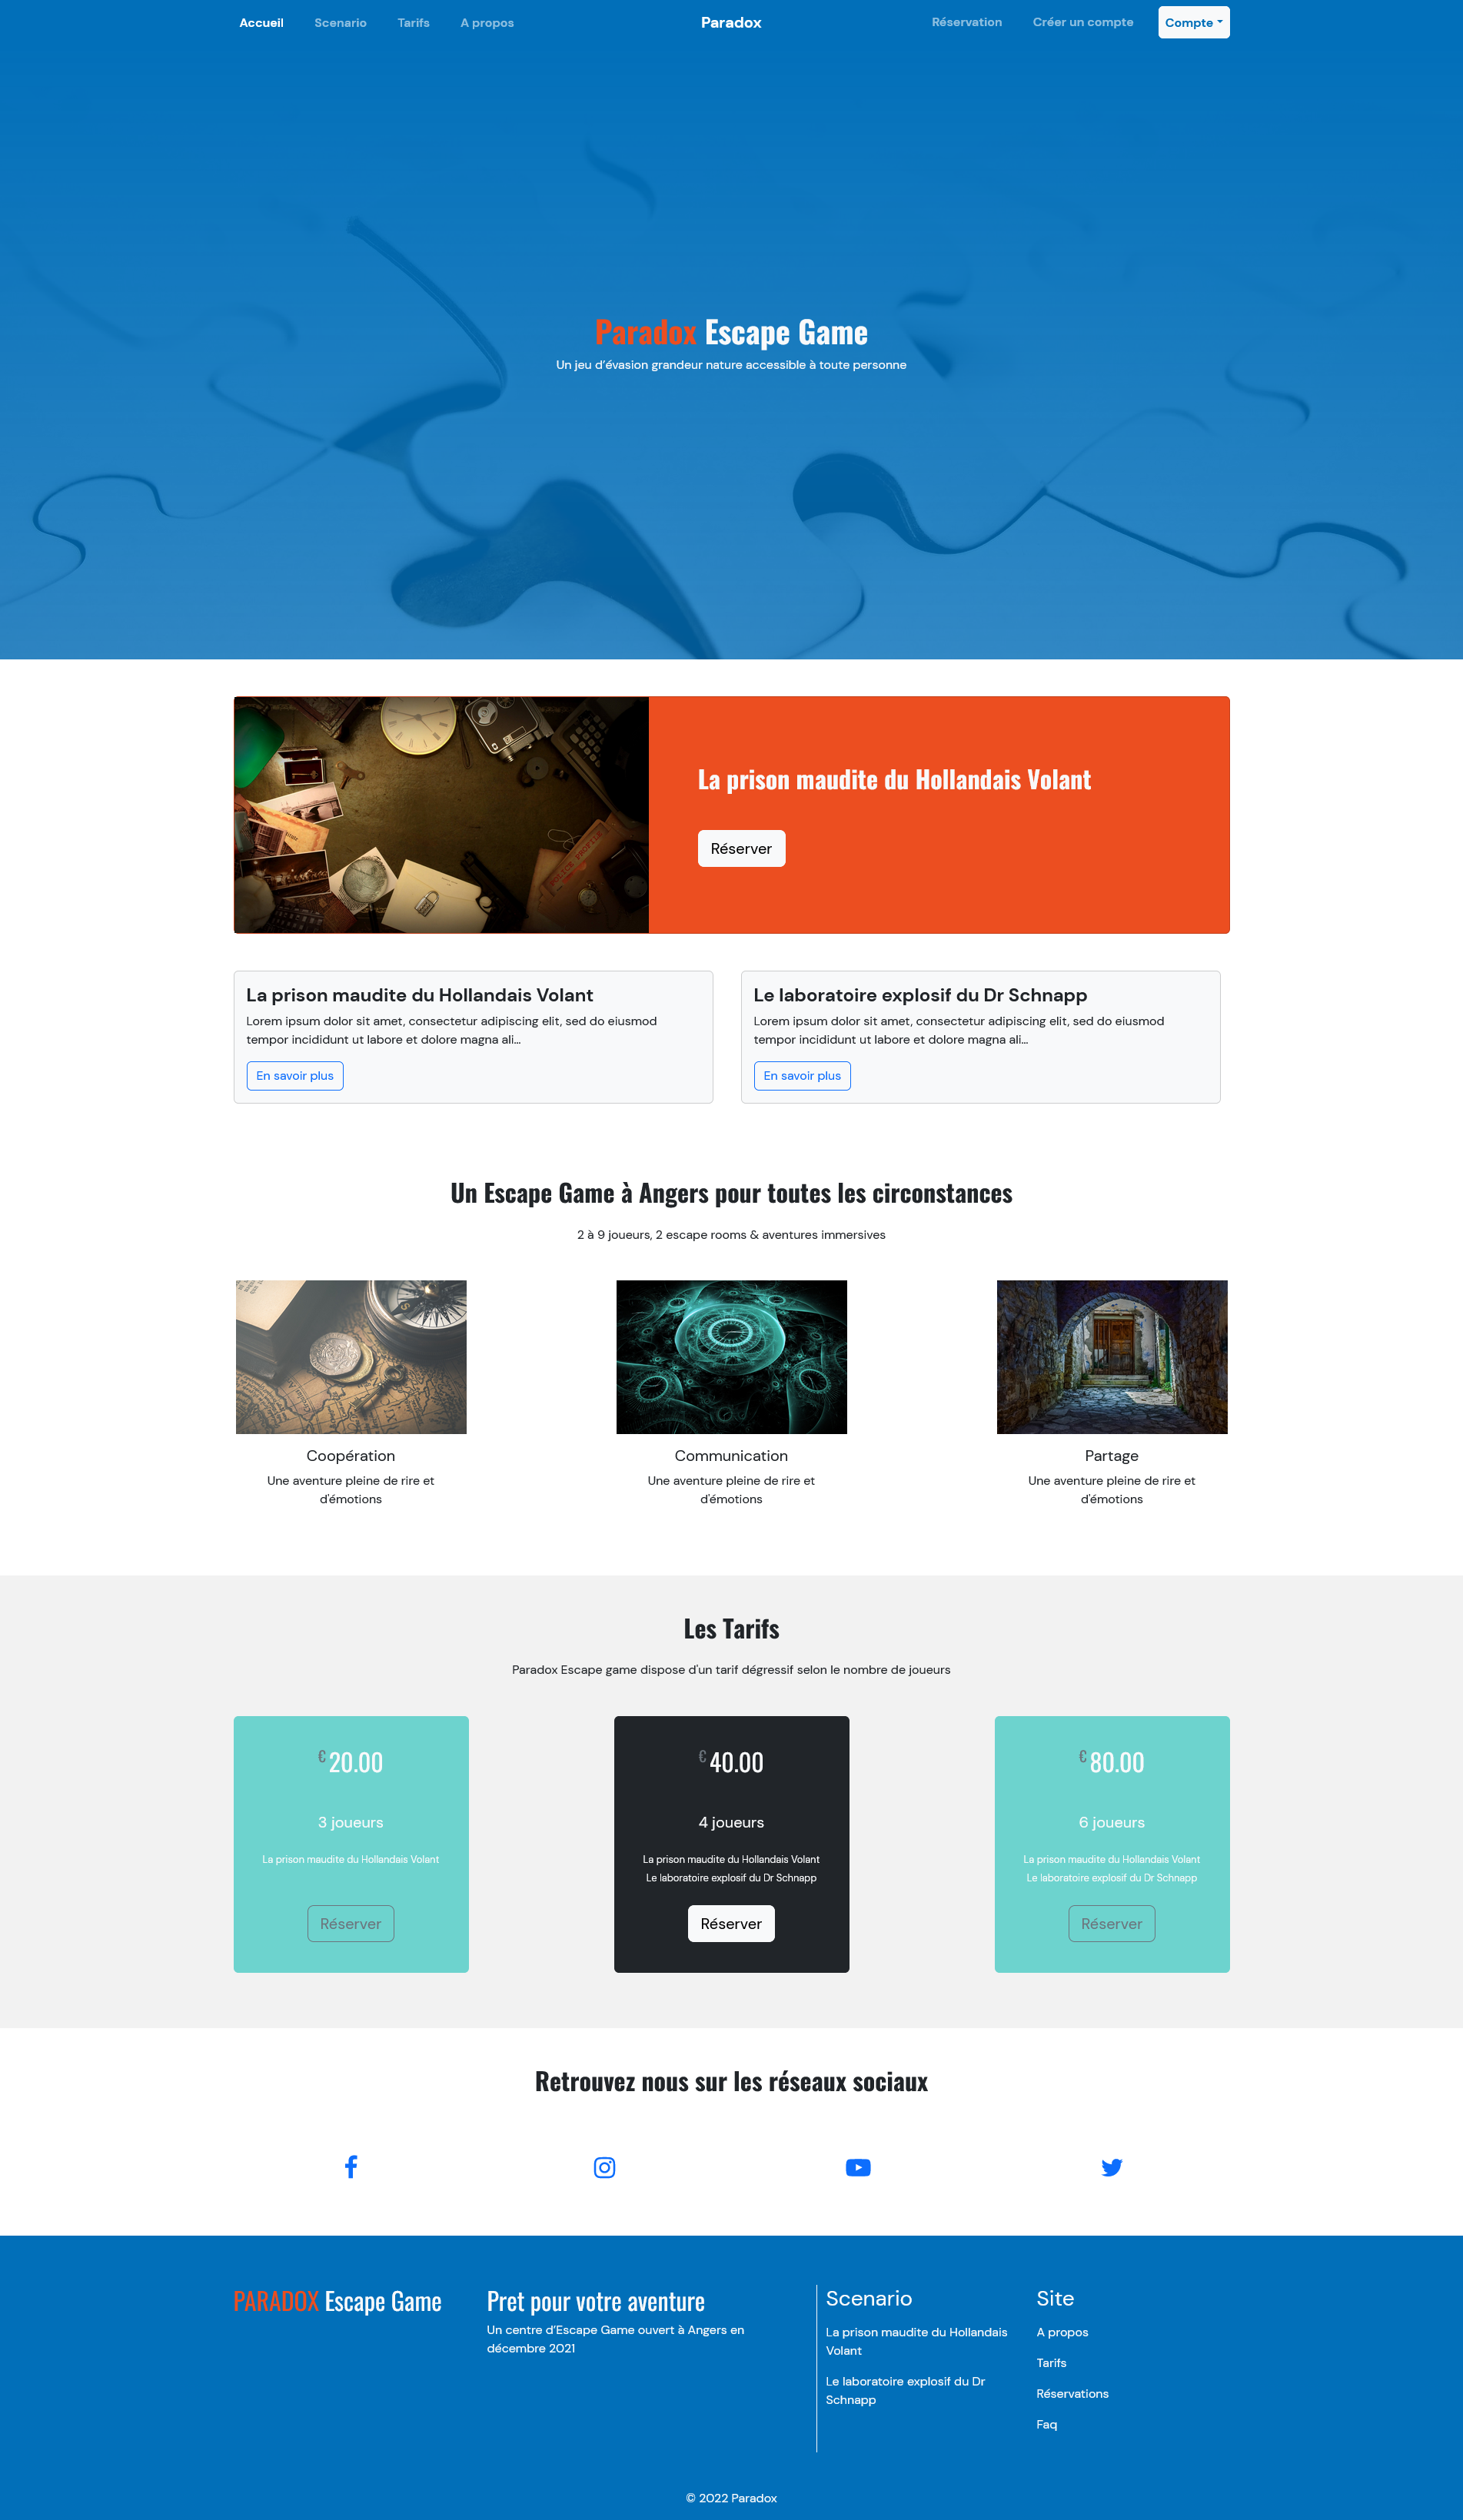 Accueil Scenario Tarifs A propos Paradox Réservation Créer un compte Compte
Paradox Escape Game
Un jeu d’évasion grandeur nature accessible à toute personne
La prison maudite du Hollandais Volant
Réserver
La prison maudite du Hollandais Volant
Lorem ipsum dolor sit amet, consectetur adipiscing elit, sed do eiusmod
tempor incididunt ut labore et dolore magna ali...
En savoir plus
Le laboratoire explosif du Dr Schnapp
Lorem ipsum dolor sit amet, consectetur adipiscing elit, sed do eiusmod
tempor incididunt ut labore et dolore magna ali...
En savoir plus
Un Escape Game à Angers pour toutes les circonstances
2 à 9 joueurs, 2 escape rooms & aventures immersives
Coopération
Une aventure pleine de rire et
d'émotions
Communication
Une aventure pleine de rire et
d'émotions
Partage
Une aventure pleine de rire et
d'émotions
Les Tarifs
Paradox Escape game dispose d'un tarif dégressif selon le nombre de joueurs
€ 20.00
3 joueurs
La prison maudite du Hollandais Volant
Réserver
€ 40.00
4 joueurs
La prison maudite du Hollandais Volant
Le laboratoire explosif du Dr Schnapp
Réserver
€ 80.00
6 joueurs
La prison maudite du Hollandais Volant
Le laboratoire explosif du Dr Schnapp
Réserver
Retrouvez nous sur les réseaux sociaux
PARADOX Escape Game
Pret pour votre aventure
Un centre d’Escape Game ouvert à Angers en
décembre 2021
Scenario
La prison maudite du Hollandais
Volant
Le laboratoire explosif du Dr
Schnapp
Site
A propos
Tarifs
Réservations
Faq
© 2022 Paradox